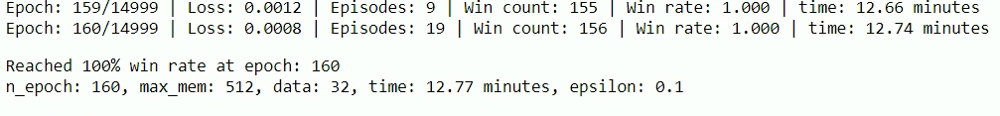 Epoch: 159/14999 | Loss: 0.0012 | Episodes: 9 | Win count: 155 | Win rate: 1.000 | time: 12.66 minutes
Epoch: 160/14999 | Loss: 0.0008 | Episodes: 19 | Win count: 156 | Win rate: 1.000 | time: 12.74 minutes
Reached 100% win rate at epoch: 160
n_epoch: 160, max_mem: 512, data: 32, time: 12.77 minutes, epsilon: 0.1